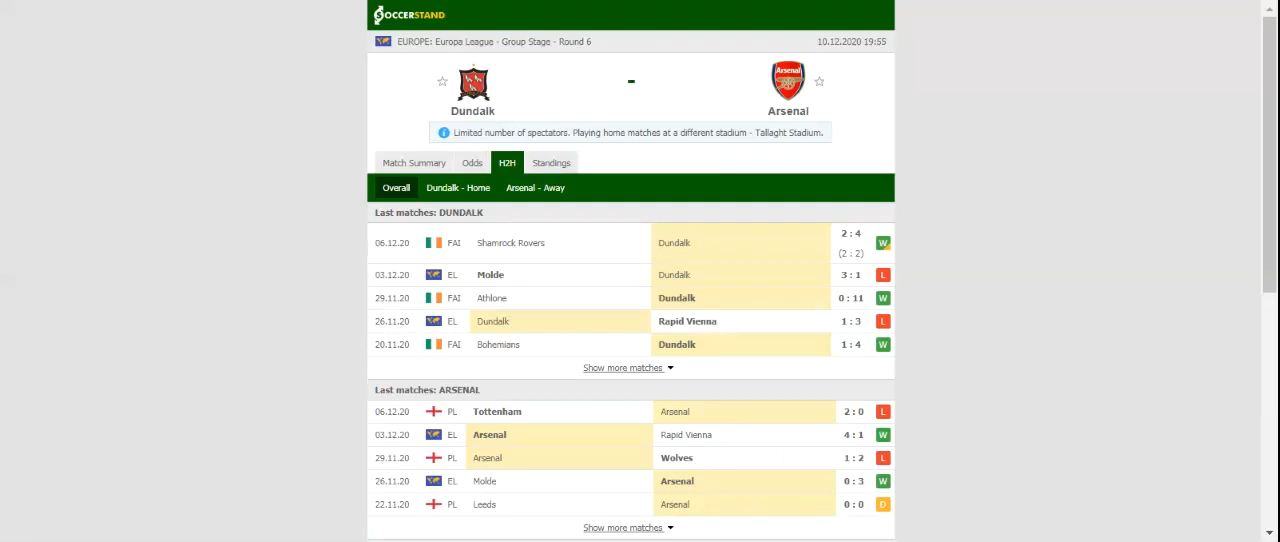 SOCCERSTAND
EUROPE: Europa League - Group Stage - Round 6 10.12.2020 19:55
Arsenal
-
Dundalk Arsenal
Limited number of spectators. Playing home matches at a different stadium - Tallaght Stadium.
Match Summary Odds H2H Standings
Overall Dundalk - Home Arsenal - Away
Last matches: DUNDALK
06.12.20 FAI Shamrock Rovers Dundalk 2 : 4 (2 : 2) W
03.12.20 EL Molde Dundalk 3 : 1 L
29.11.20 FAI Athlone Dundalk 0 : 11 W
26.11.20 EL Dundalk Rapid Vienna 1 : 3 L
20.11.20 FAI Bohemians Dundalk 1 : 4 W
Show more matches
Last matches: ARSENAL
06.12.20 PL Tottenham Arsenal 2 : 0 L
03.12.20 EL Arsenal Rapid Vienna 4 : 1 W
29.11.20 PL Arsenal Wolves 1 : 2 L
26.11.20 EL Molde Arsenal 0 : 3 W
22.11.20 PL Leeds Arsenal 0 : 0 D
Show more matches